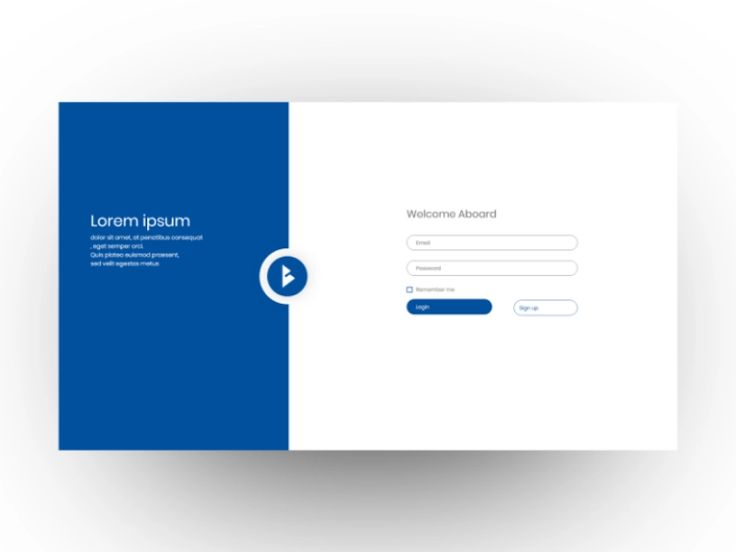 Lorem ipsum
dolor sit amet, at penatibus consequat
, eget semper orci.
Quis platea euismod praesent,
sed velit egestas metus
Welcome Aboard
Email
Password
Remember me
Login
Sign up